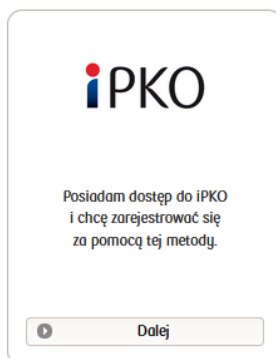 iPKO
Posiadam dostęp do iPKO
i chcę zarejestrować się
za pomocą tej metody.
Dalej